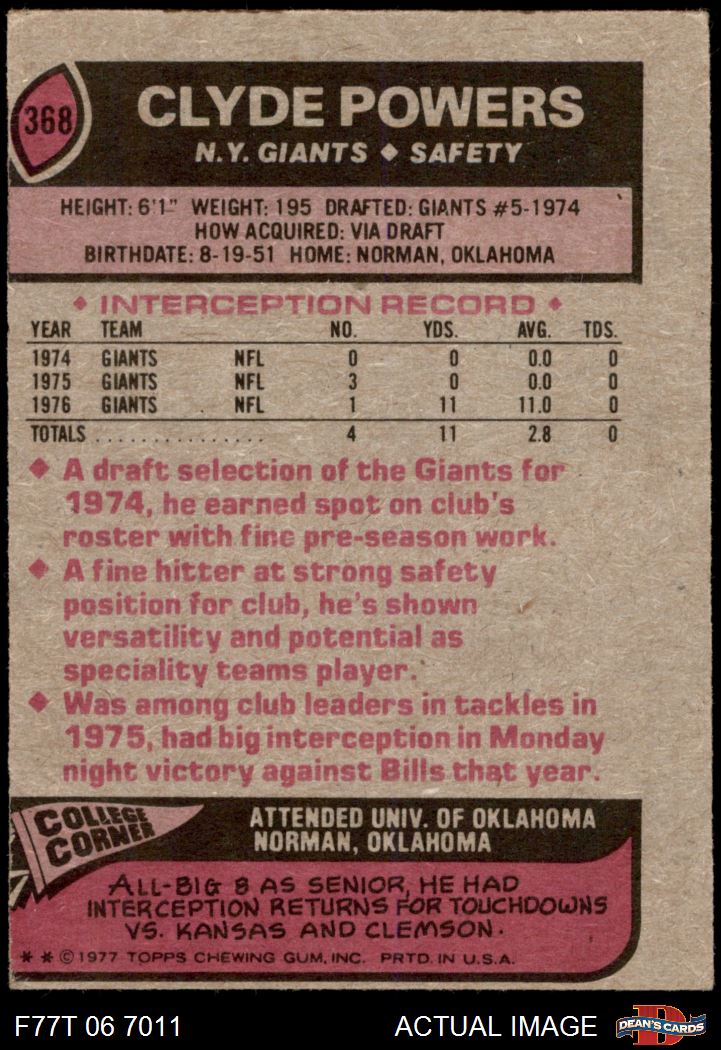 368
CLYDE POWERS
N.Y. GIANTS ◆ SAFETY
HEIGHT: 6'1" WEIGHT: 195 DRAFTED: GIANTS #5-1974
HOW ACQUIRED: VIA DRAFT
BIRTHDATE: 8-19-51 HOME: NORMAN, OKLAHOMA
◆ INTERCEPTION RECORD ◆
YEAR TEAM NO. YDS. AVG. TDS.
1974 GIANTS NFL 0 0 0.0 0
1975 GIANTS NFL 3 0 0.0 0
1976 GIANTS NFL 1 11 11.0 0
TOTALS ............... 4 11 2.8 0
◆ A draft selection of the Giants for
1974, he earned spot on club's
roster with fine pre-season work.
◆ A fine hitter at strong safety
position for club, he's shown
versatility and potential as
speciality teams player.
◆ Was among club leaders in tackles in
1975, had big interception in Monday
night victory against Bills that year.
COLLEGE
CORNER
ATTENDED UNIV. OF OKLAHOMA
NORMAN, OKLAHOMA
ALL-BIG 8 AS SENIOR, HE HAD
INTERCEPTION RETURNS FOR TOUCHDOWNS
VS. KANSAS AND CLEMSON.
* * © 1977 TOPPS CHEWING GUM, INC. PRTD. IN U.S.A.
F77T 06 7011
ACTUAL IMAGE
D
DEAN'S CARDS